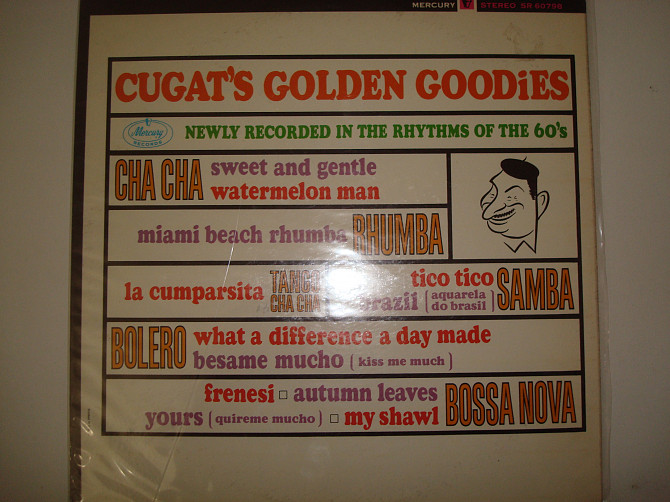 MERCURY STEREO SR 60798
CUGAT'S GOLDEN GOODiES
Mercury RECORDS
NEWLY RECORDED IN THE RHYTHMS OF THE 60's
CHA CHA
sweet and gentle
watermelon man
miami beach rhumba RHUMBA
la cumparsita
TANGO
CHA CHA
tico tico
brazil (aquarela do brasil)
SAMBA
BOLERO
what a difference a day made
besame mucho (kiss me much)
frenesi □ autumn leaves
yours (quireme mucho) □ my shawl
BOSSA NOVA